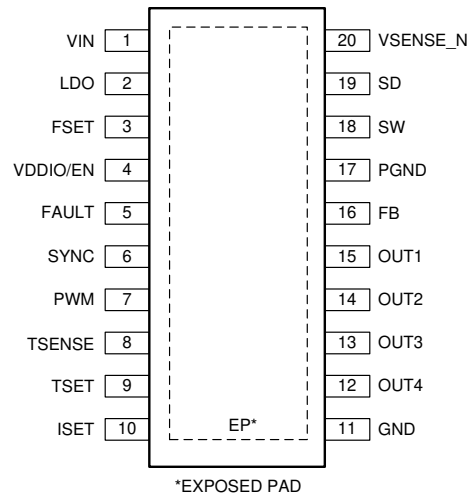 VIN 1 20 VSENSE_N
LDO 2 19 SD
FSET 3 18 SW
VDDIO/EN 4 17 PGND
FAULT 5 16 FB
SYNC 6 15 OUT1
PWM 7 14 OUT2
TSENSE 8 13 OUT3
TSET 9 12 OUT4
ISET 10 EP* 11 GND
*EXPOSED PAD